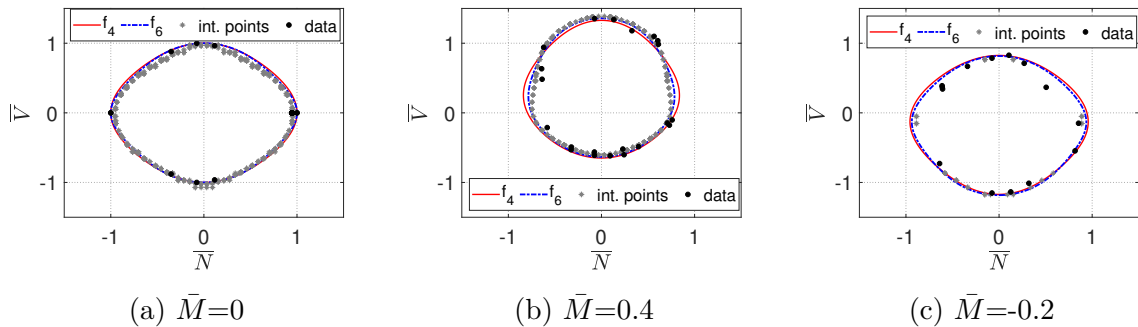 f4 f6 int. points data
1
0
-1
V̅
-1 0 1
N̅
(a) M̄=0
1
0
-1
V̅
f4 f6 int. points data
-1 0 1
N̅
(b) M̄=0.4
f4 f6 int. points data
1
0
-1
V̅
-1 0 1
N̅
(c) M̄=-0.2